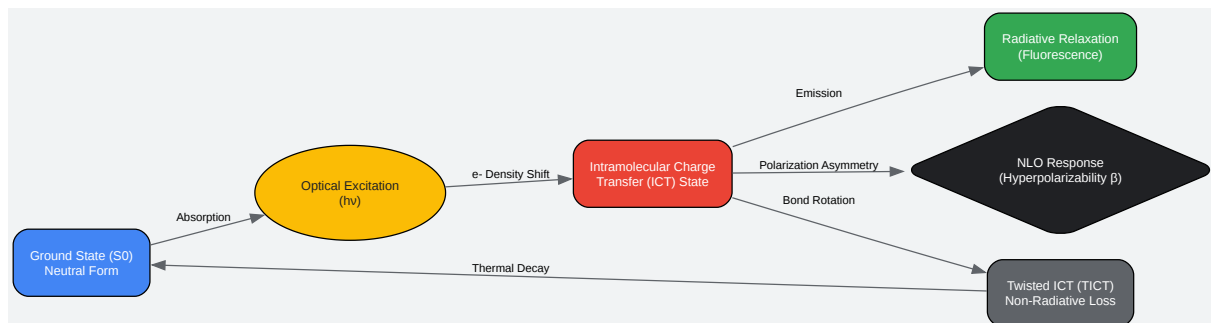 Radiative Relaxation
(Fluorescence)
Emission
NLO Response
(Hyperpolarizability β)
Polarization Asymmetry
Intramolecular Charge
Transfer (ICT) State
e- Density Shift
Optical Excitation
(hν)
Bond Rotation
Absorption
Ground State (S0)
Neutral Form
Thermal Decay
Twisted ICT (TICT)
Non-Radiative Loss